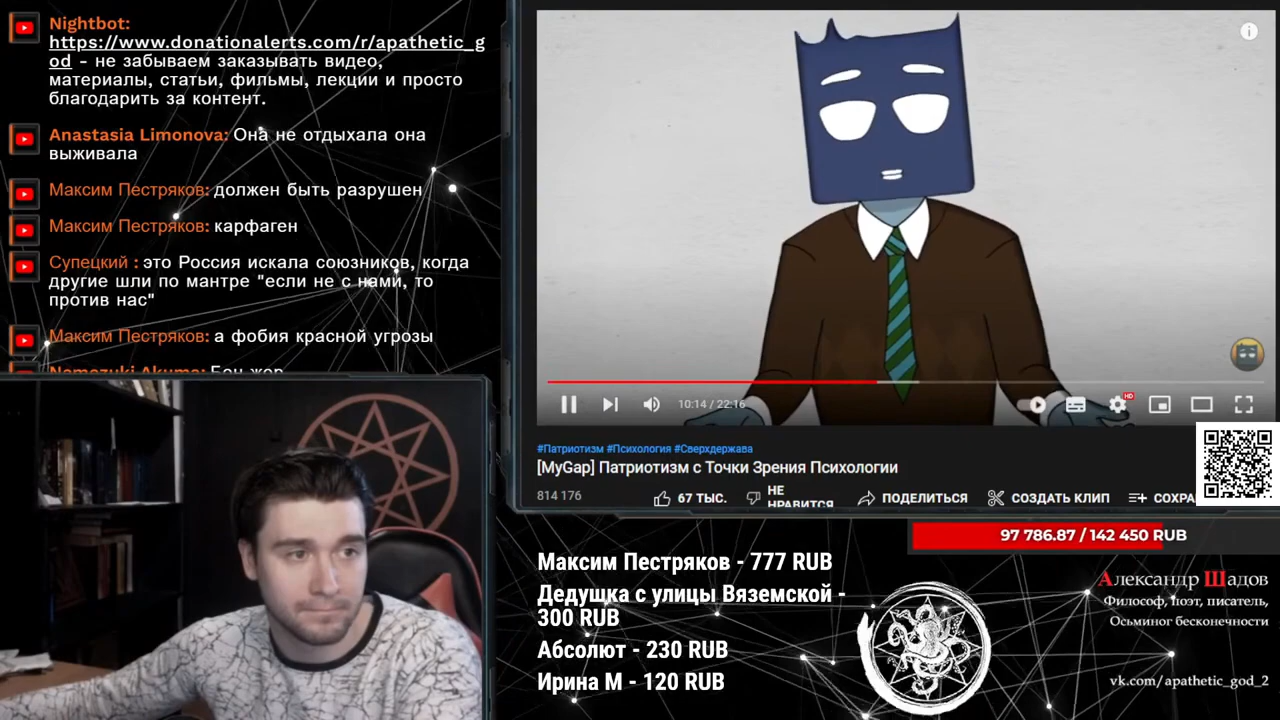 Nightbot:
https://www.donationalerts.com/r/apathetic_g
od - не забываем заказывать видео,
материалы, статьи, фильмы, лекции и просто
благодарить за контент.
Anastasia Limonova: Она не отдыхала она
выживала
Максим Пестряков: должен быть разрушен
Максим Пестряков: карфаген
Супецкий : это Россия искала союзников, когда
другие шли по мантре "если не с нами, то
против нас"
Максим Пестряков: а фобия красной угрозы
10:14 / 22:16
HD
#Патриотизм #Психология #Сверхдержава
[MyGap] Патриотизм с Точки Зрения Психологии
814 176
67 ТЫС.
НЕ
НРАВИТСЯ
ПОДЕЛИТЬСЯ
СОЗДАТЬ КЛИП
СОХРА
97 786.87 / 142 450 RUB
Максим Пестряков - 777 RUB
Дедушка с улицы Вяземской -
300 RUB
Абсолют - 230 RUB
Ирина М - 120 RUB
Александр Шадов
Философ, поэт, писатель,
Осьминог бесконечности
vk.com/apathetic_god_2